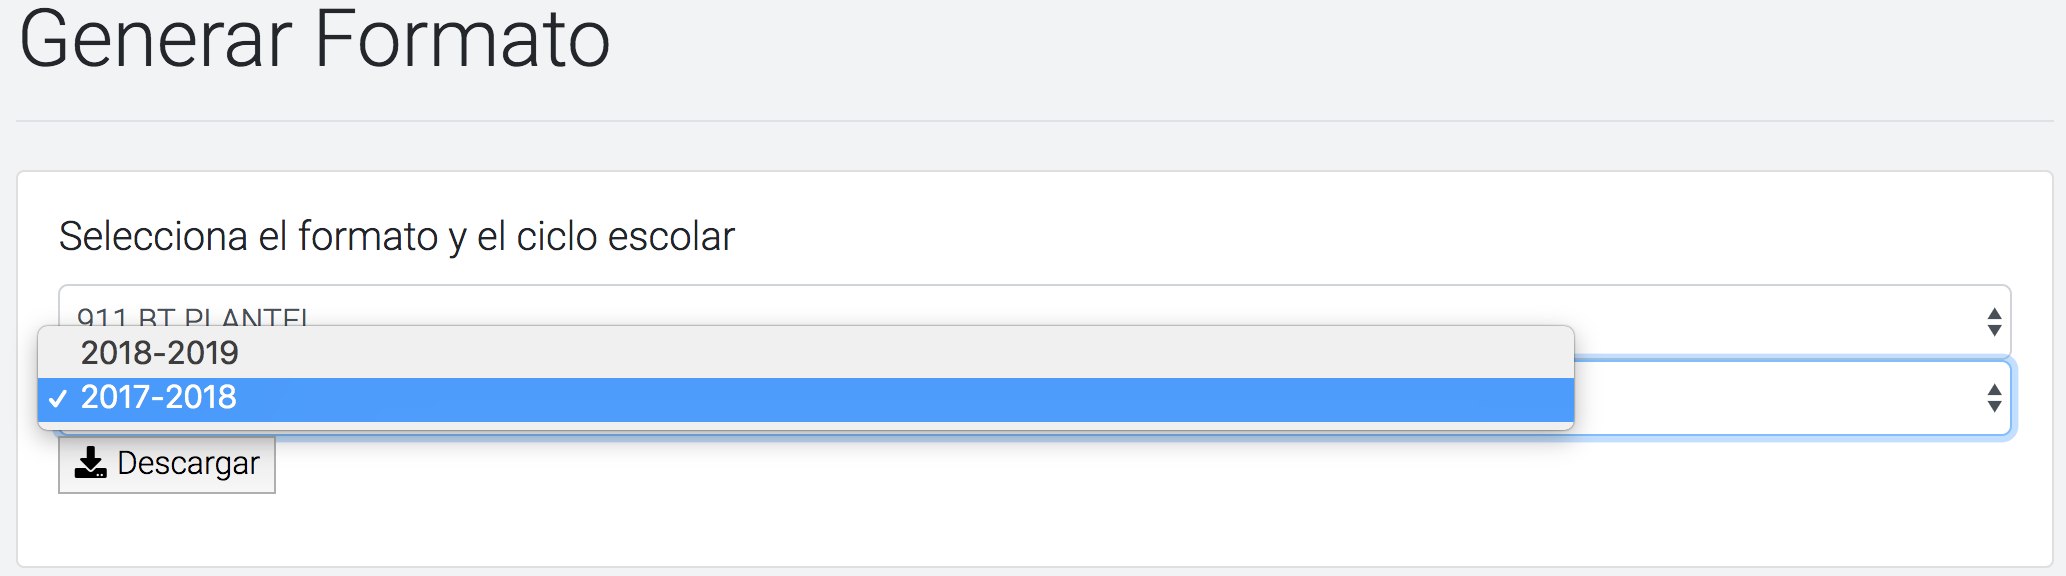 Generar Formato
Selecciona el formato y el ciclo escolar
911 BT PLANTEL
2018-2019
2017-2018
Descargar